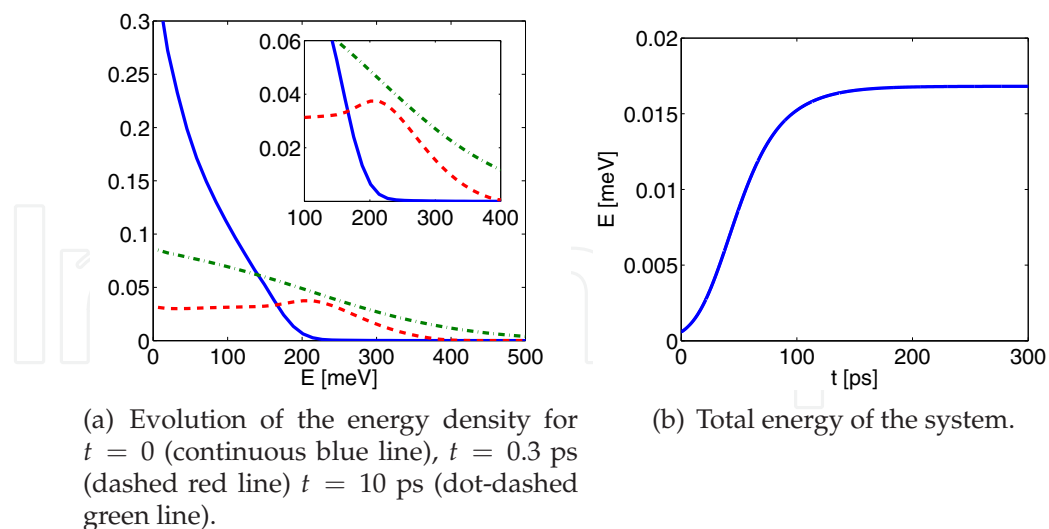 0.3
0.25
0.2
0.15
0.1
0.05
0
0 100 200 300 400 500
E [meV]
0.06
0.04
0.02
100 200 300 400
0.02
0.015
0.01
0.005
0
0 100 200 300
E [meV]
t [ps]
(a) Evolution of the energy density for
t = 0 (continuous blue line), t = 0.3 ps
(dashed red line) t = 10 ps (dot-dashed
green line).
(b) Total energy of the system.